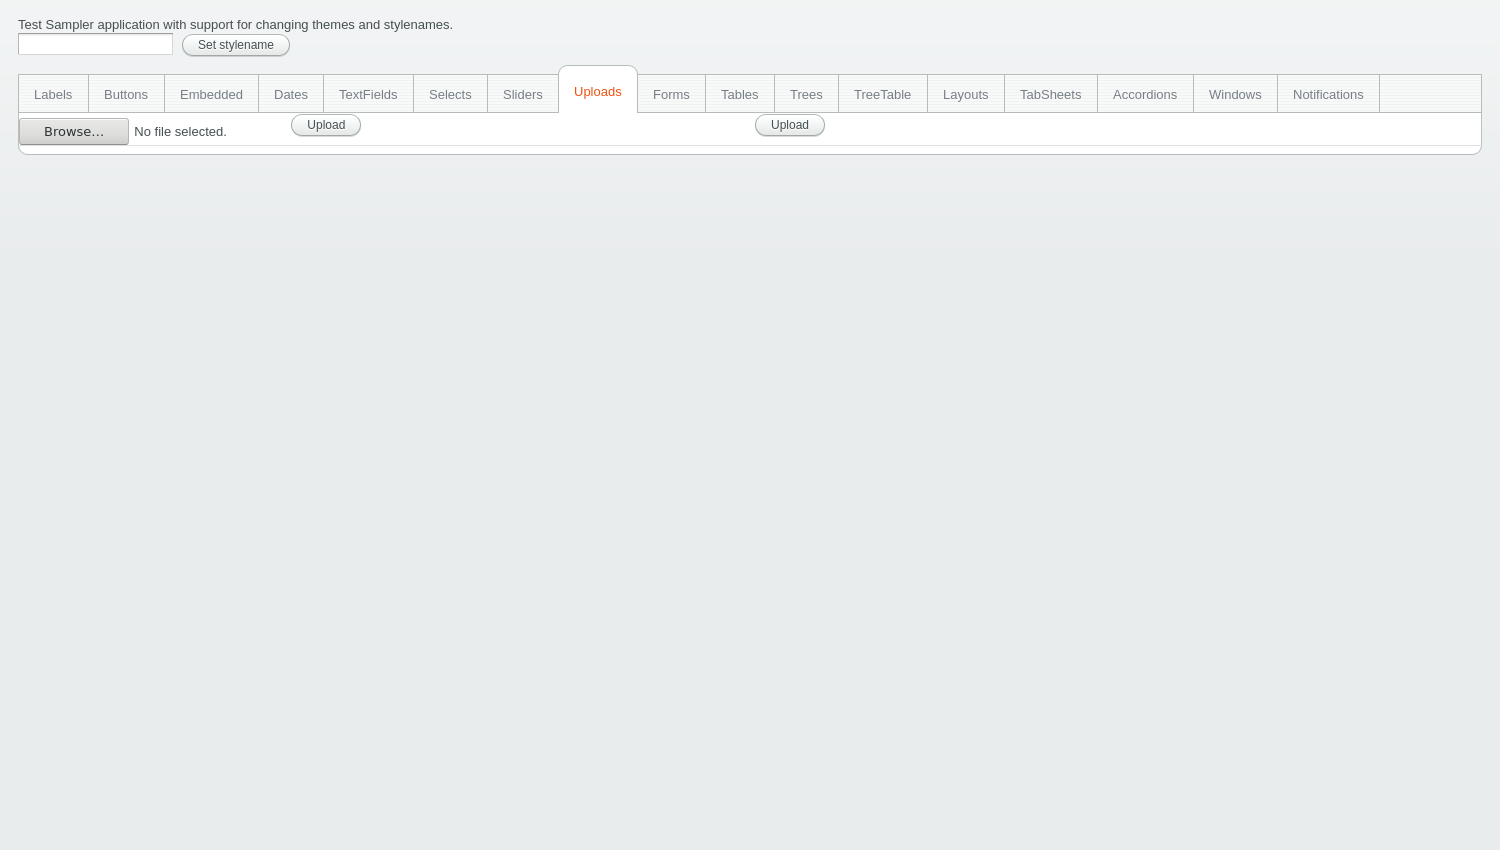 Test Sampler application with support for changing themes and stylenames.
Set stylename
Labels Buttons Embedded Dates TextFields Selects Sliders Uploads Forms Tables Trees TreeTable Layouts TabSheets Accordions Windows Notifications
Browse... No file selected. Upload Upload